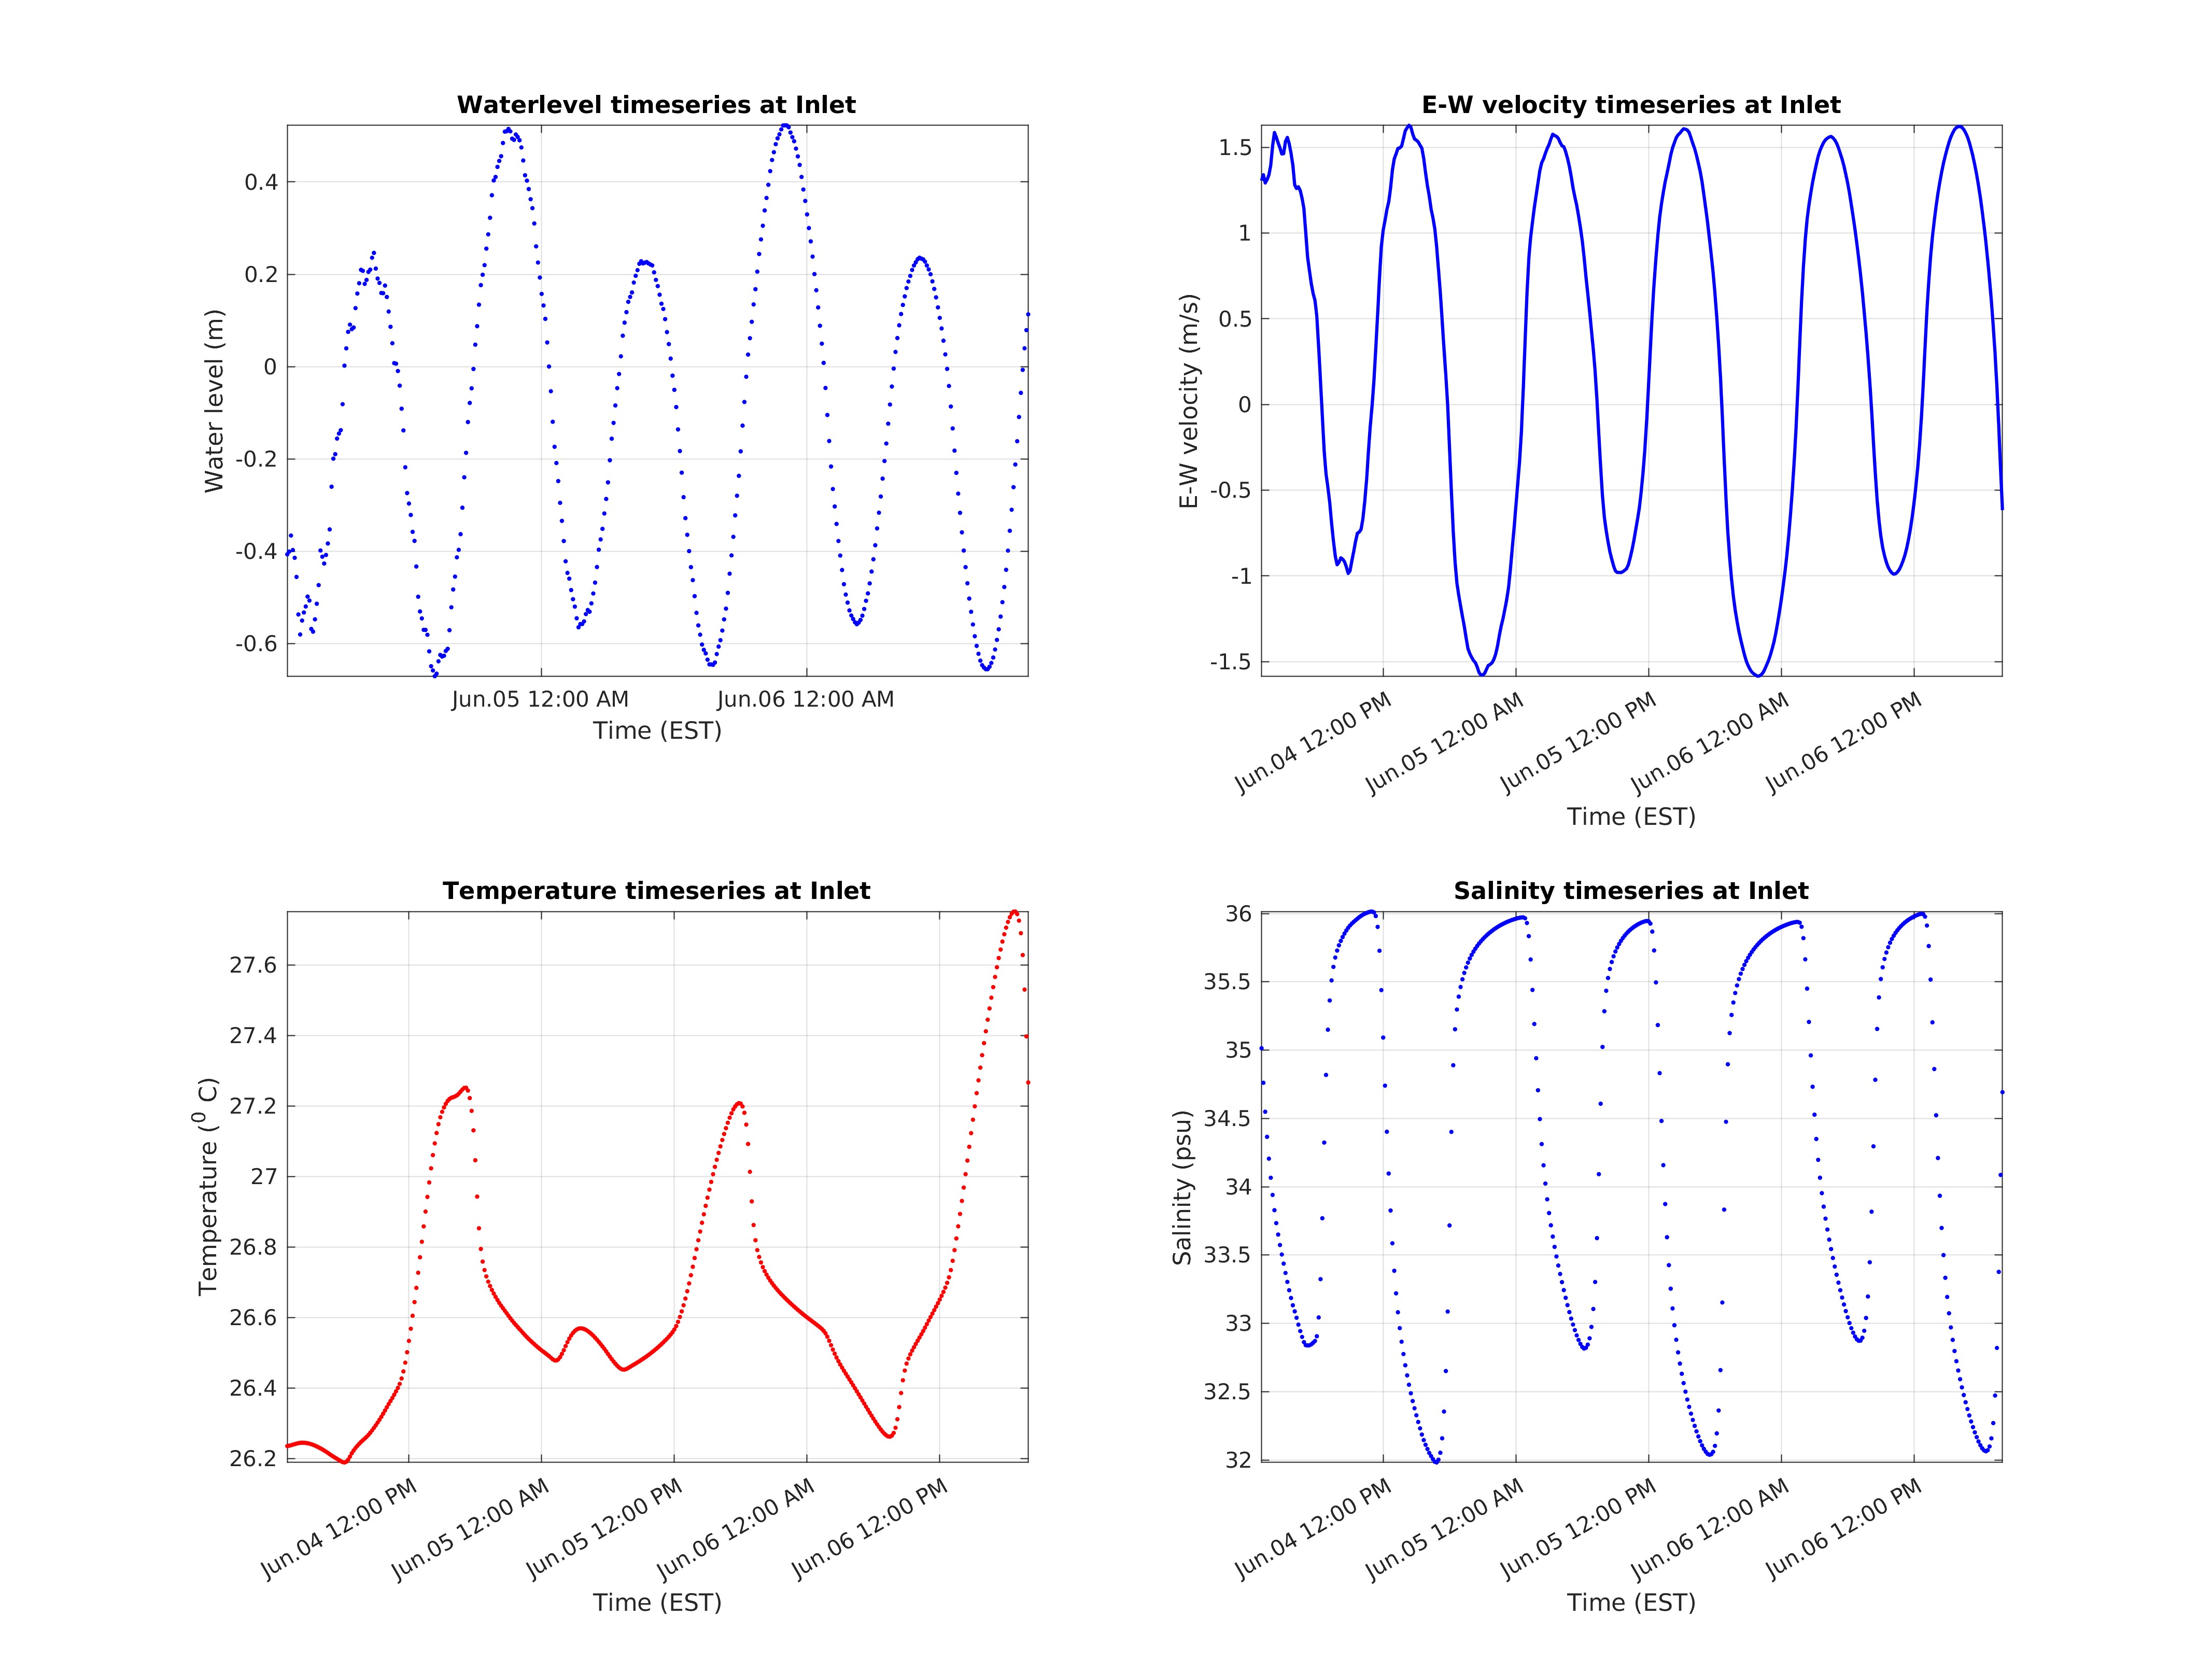 Waterlevel timeseries at Inlet
0.4
0.2
0
-0.2
-0.4
-0.6
Water level (m)
Jun.05 12:00 AM
Jun.06 12:00 AM
Time (EST)
E-W velocity timeseries at Inlet
1.5
1
0.5
0
-0.5
-1
-1.5
E-W velocity (m/s)
Jun.04 12:00 PM
Jun.05 12:00 AM
Jun.05 12:00 PM
Jun.06 12:00 AM
Jun.06 12:00 PM
Time (EST)
Temperature timeseries at Inlet
27.6
27.4
27.2
27
26.8
26.6
26.4
26.2
Temperature (⁰ C)
Jun.04 12:00 PM
Jun.05 12:00 AM
Jun.05 12:00 PM
Jun.06 12:00 AM
Jun.06 12:00 PM
Time (EST)
Salinity timeseries at Inlet
36
35.5
35
34.5
34
33.5
33
32.5
32
Salinity (psu)
Jun.04 12:00 PM
Jun.05 12:00 AM
Jun.05 12:00 PM
Jun.06 12:00 AM
Jun.06 12:00 PM
Time (EST)